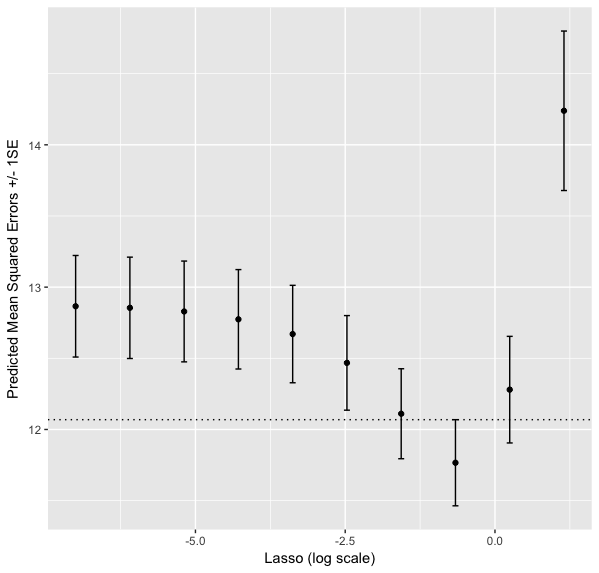 Predicted Mean Squared Errors +/- 1SE
14
13
12
-5.0 -2.5 0.0
Lasso (log scale)